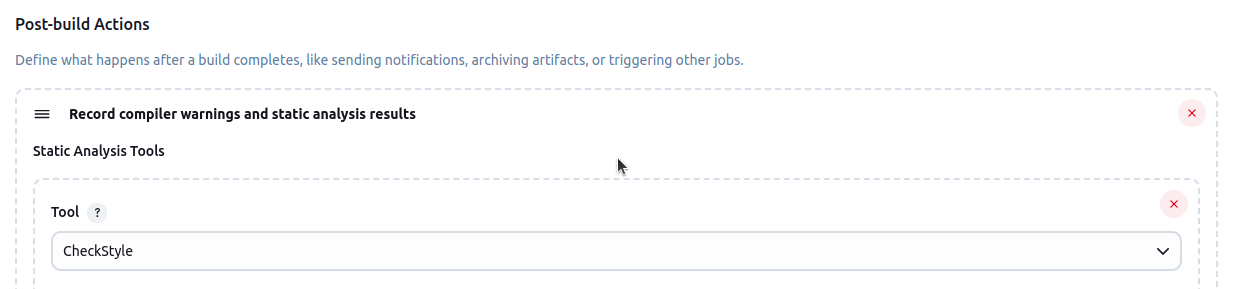 Post-build Actions
Define what happens after a build completes, like sending notifications, archiving artifacts, or triggering other jobs.
Record compiler warnings and static analysis results
Static Analysis Tools
Tool ?
CheckStyle